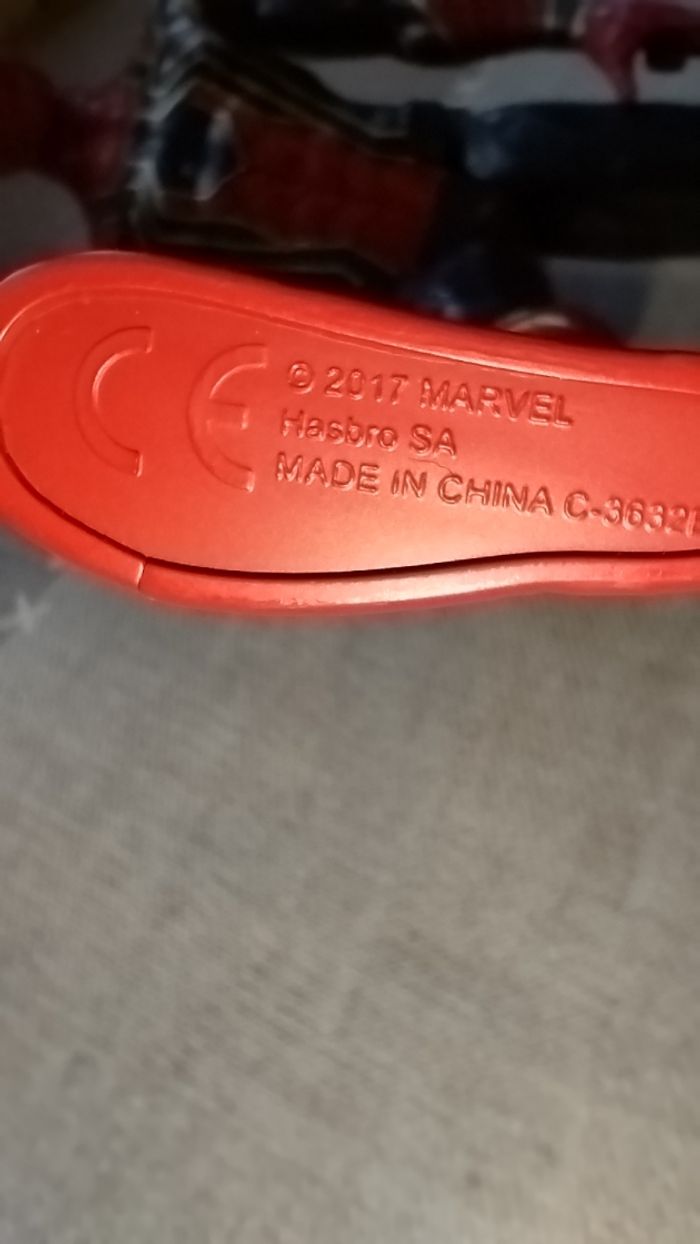 CE
© 2017 MARVEL
Hasbro SA
MADE IN CHINA C-3632